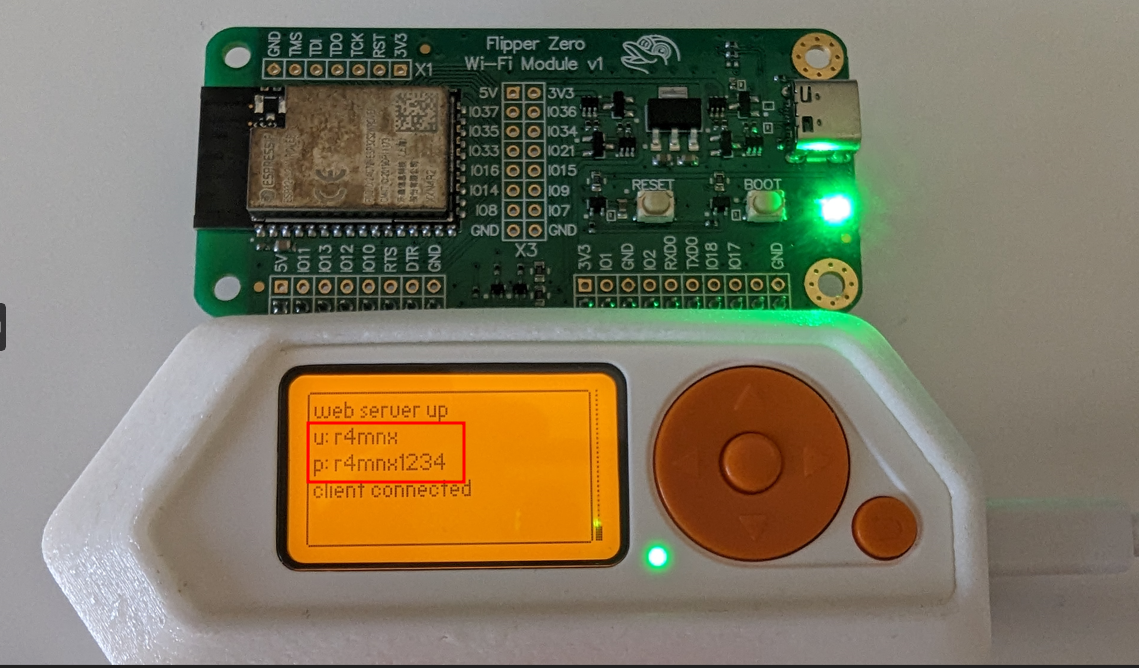 GND TMS TDI TDO TCK RST 3V3 X1
Flipper Zero
Wi-Fi Module v1
5V 3V3
IO37 IO36
IO35 IO34
IO33 IO21
IO16 IO15
IO14 IO9
IO8 IO7
GND GND
X3
RESET BOOT
5V IO11 IO13 IO12 IO10 RTS DTR GND
3V3 IO1 GND IO2 RXD0 TXD0 IO18 IO17 GND
web server up
u: r4mnx
p: r4mnx1234
client connected